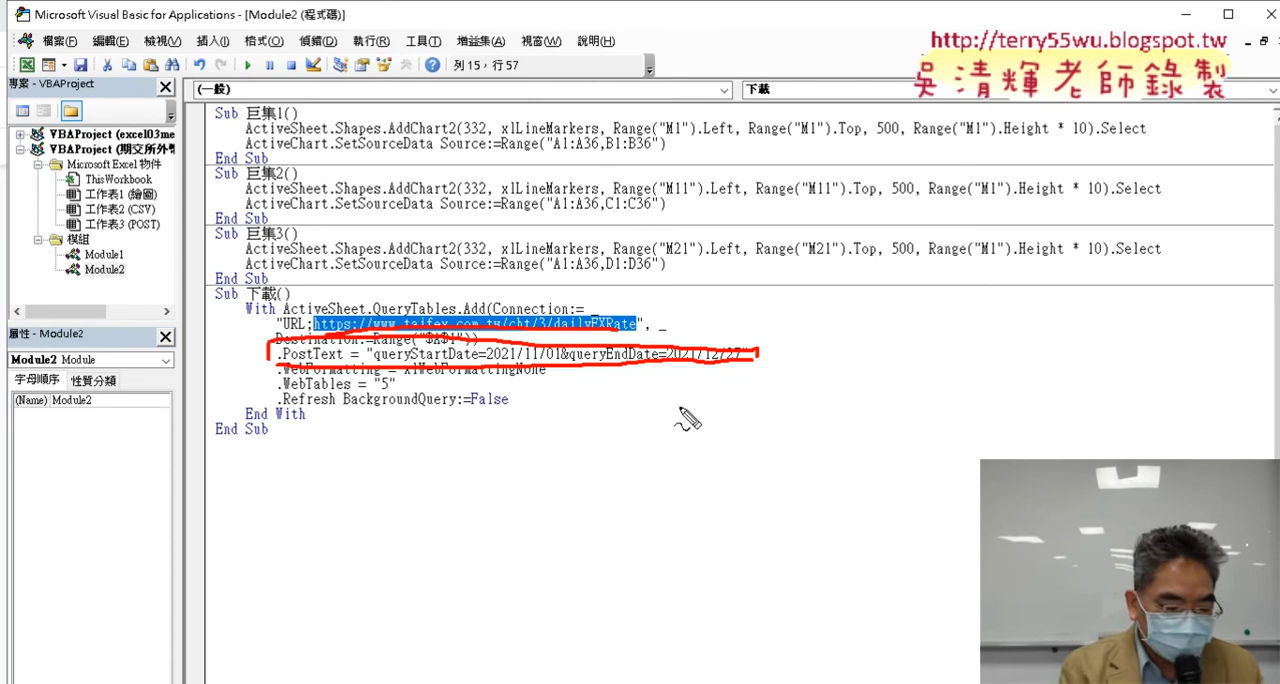 Microsoft Visual Basic for Applications - [Module2 (程式碼)]
http://terry55wu.blogspot.tw
吳清輝老師錄製
檔案(F) 編輯(E) 檢視(V) 插入(I) 格式(O) 偵錯(D) 執行(R) 工具(T) 增益集(A) 視窗(W) 說明(H)
列 15，行 57
專案 - VBAProject
(一般)
下載
VBAProject (excel03me
VBAProject (期交所外幣
Microsoft Excel 物件
ThisWorkbook
工作表1 (繪圖)
工作表2 (CSV)
工作表3 (POST)
模組
Module1
Module2
屬性 - Module2
Module2 Module2
字母順序 性質分類
(Name) Module2
Sub 巨集1()
ActiveSheet.Shapes.AddChart2(332, xlLineMarkers, Range("M1").Left, Range("M1").Top, 500, Range("M1").Height * 10).Select
ActiveChart.SetSourceData Source:=Range("A1:A36,B1:B36")
End Sub
Sub 巨集2()
ActiveSheet.Shapes.AddChart2(332, xlLineMarkers, Range("M11").Left, Range("M11").Top, 500, Range("M1").Height * 10).Select
ActiveChart.SetSourceData Source:=Range("A1:A36,C1:C36")
End Sub
Sub 巨集3()
ActiveSheet.Shapes.AddChart2(332, xlLineMarkers, Range("M21").Left, Range("M21").Top, 500, Range("M1").Height * 10).Select
ActiveChart.SetSourceData Source:=Range("A1:A36,D1:D36")
End Sub
Sub 下載()
With ActiveSheet.QueryTables.Add(Connection:= _
"URL;https://www.taifex.com.tw/cht/3/dailyFXRate", _
Destination:=Range("$A$1"))
.PostText = "queryStartDate=2021/11/01&queryEndDate=2021/12/27"
.WebFormatting = xlWebFormattingNone
.WebTables = "5"
.Refresh BackgroundQuery:=False
End With
End Sub